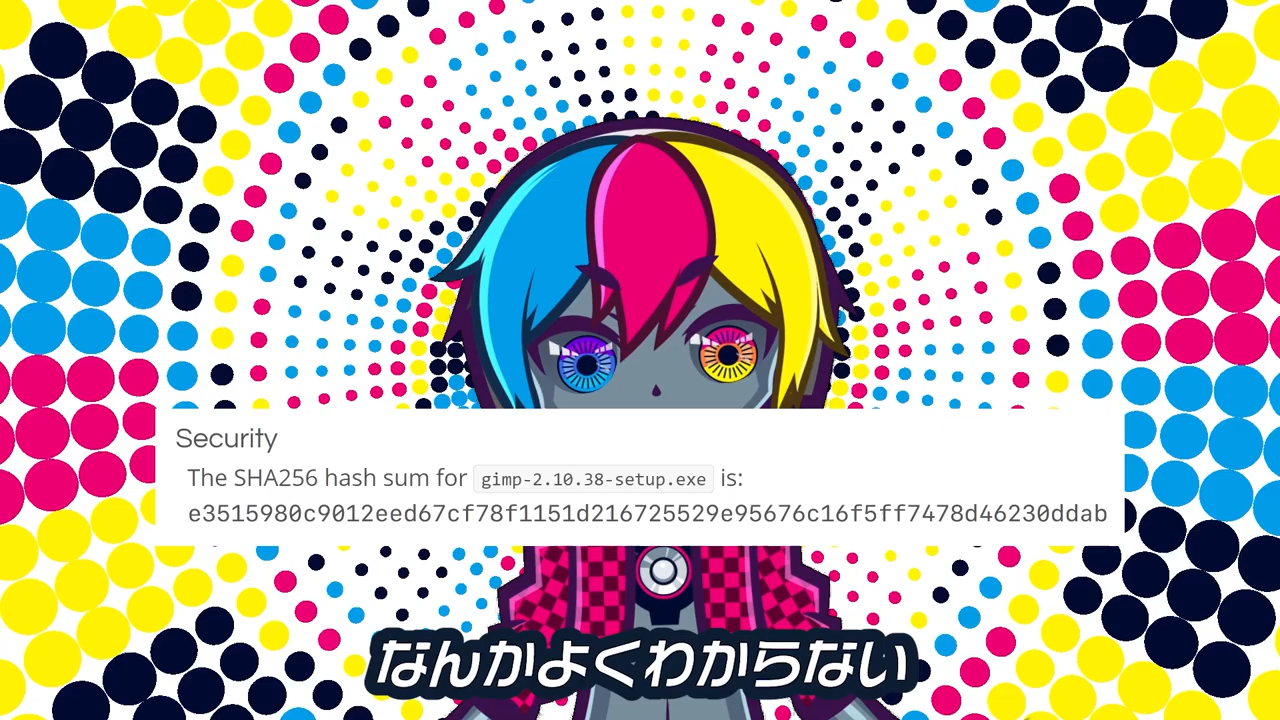 Security
The SHA256 hash sum for gimp-2.10.38-setup.exe is:
e3515980c9012eed67cf78f1151d216725529e95676c16f5ff7478d46230ddab
なんかよくわからない